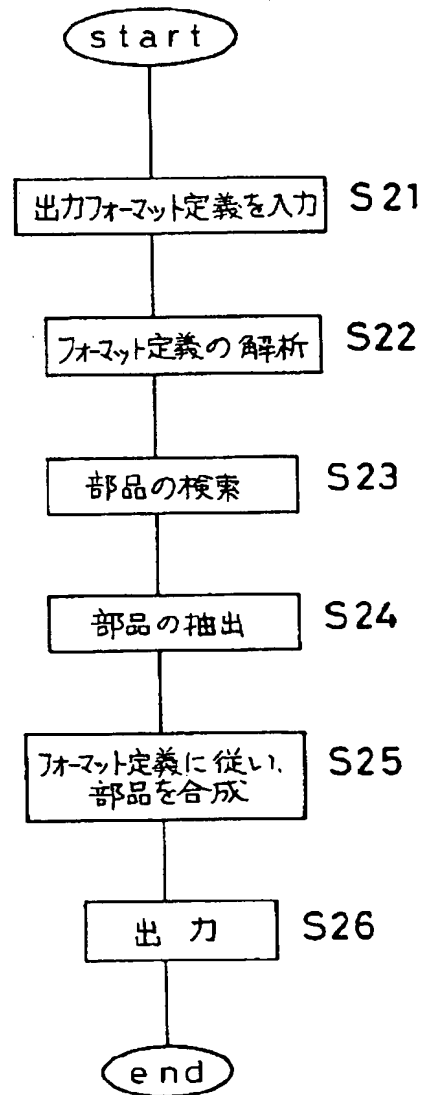 start
出力フォーマット定義を入力 S21
フォーマット定義の解析 S22
部品の検索 S23
部品の抽出 S24
フォーマット定義に従い、 S25
部品を合成
出力 S26
end